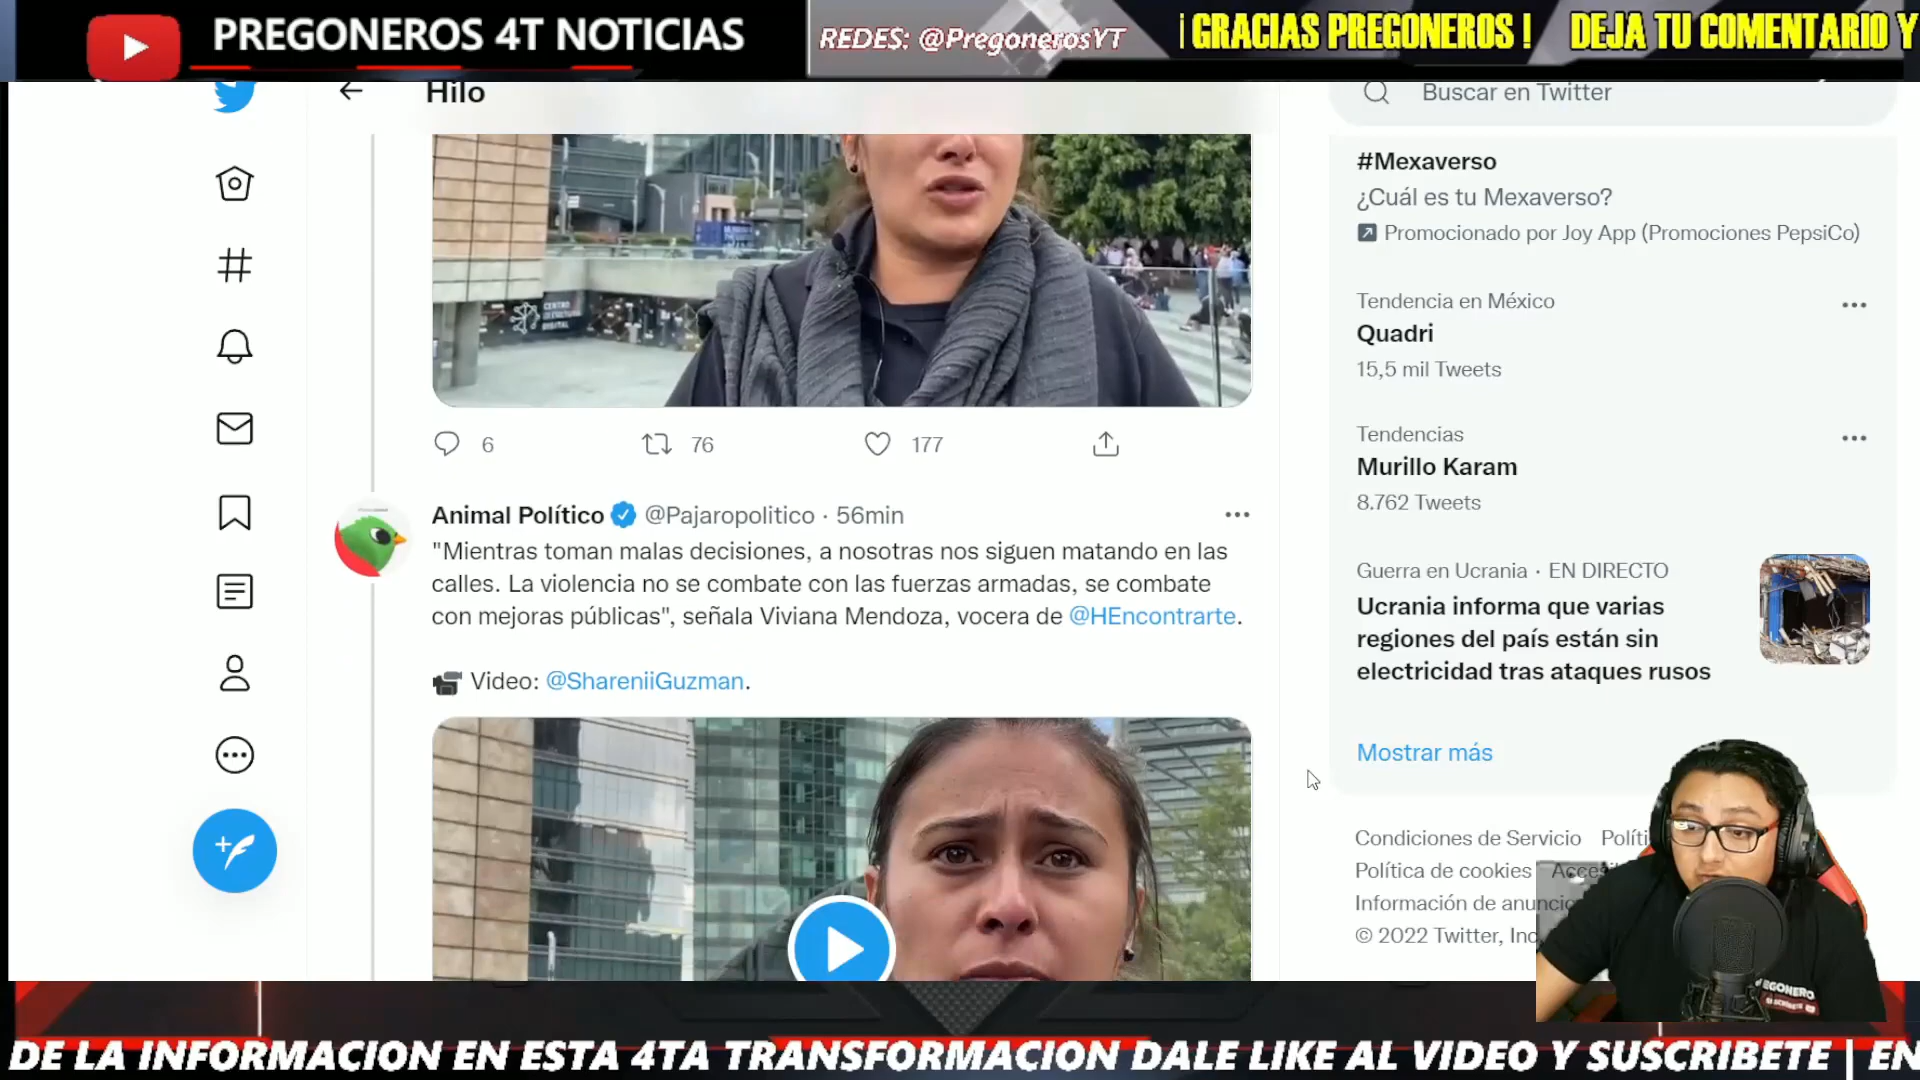 PREGONEROS 4T NOTICIAS
REDES: @PregonerosYT
¡GRACIAS PREGONEROS ! DEJA TU COMENTARIO Y
Hilo
Buscar en Twitter
#Mexaverso
¿Cuál es tu Mexaverso?
Promocionado por Joy App (Promociones PepsiCo)
Tendencia en México
Quadri
15,5 mil Tweets
Tendencias
Murillo Karam
8.762 Tweets
Guerra en Ucrania · EN DIRECTO
Ucrania informa que varias
regiones del país están sin
electricidad tras ataques rusos
Mostrar más
CENTRO
DE CULTURA
DIGITAL
6 76 177
Animal Político @Pajaropolitico · 56min
"Mientras toman malas decisiones, a nosotras nos siguen matando en las
calles. La violencia no se combate con las fuerzas armadas, se combate
con mejoras públicas", señala Viviana Mendoza, vocera de @HEncontrarte.
Video: @ShareniiGuzman.
Condiciones de Servicio
Política de cookies
Información de
© 2022 Twitter,
DE LA INFORMACION EN ESTA 4TA TRANSFORMACION DALE LIKE AL VIDEO Y SUSCRIBETE | EN